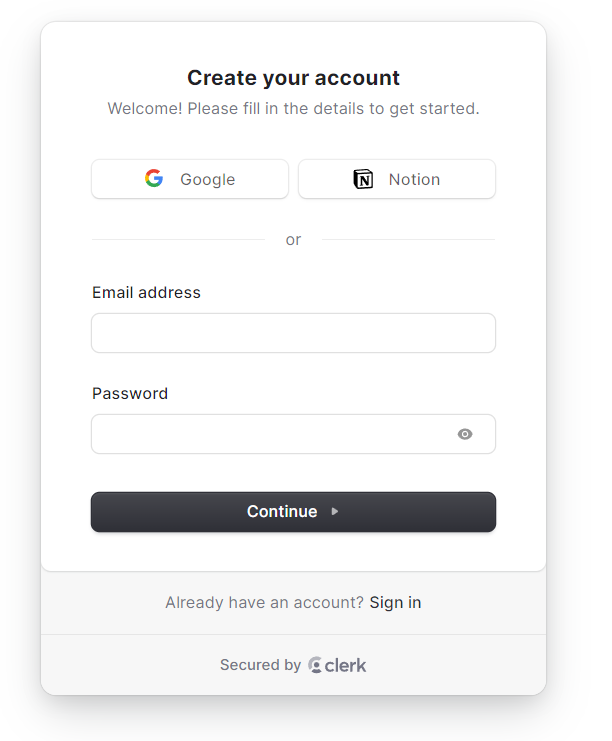 Create your account
Welcome! Please fill in the details to get started.
Google
Notion
or
Email address
Password
Continue
Already have an account? Sign in
Secured by clerk